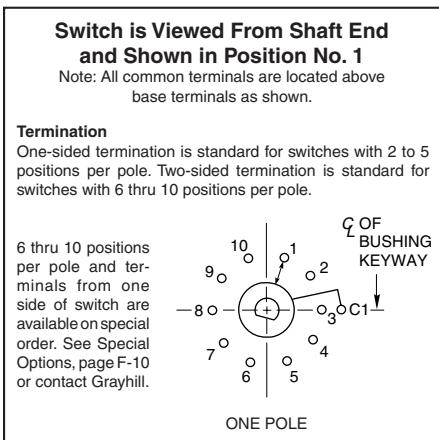 Switch is Viewed From Shaft End
and Shown in Position No. 1
Note: All common terminals are located above
base terminals as shown.
Termination
One-sided termination is standard for switches with 2 to 5
positions per pole. Two-sided termination is standard for
switches with 6 thru 10 positions per pole.
6 thru 10 positions
per pole and ter-
minals from one
side of switch are
available on special
order. See Special
Options, page F-10
or contact Grayhill.
℄ OF
BUSHING
KEYWAY
10
1
9
2
8
3
C1
7
4
6
5
ONE POLE